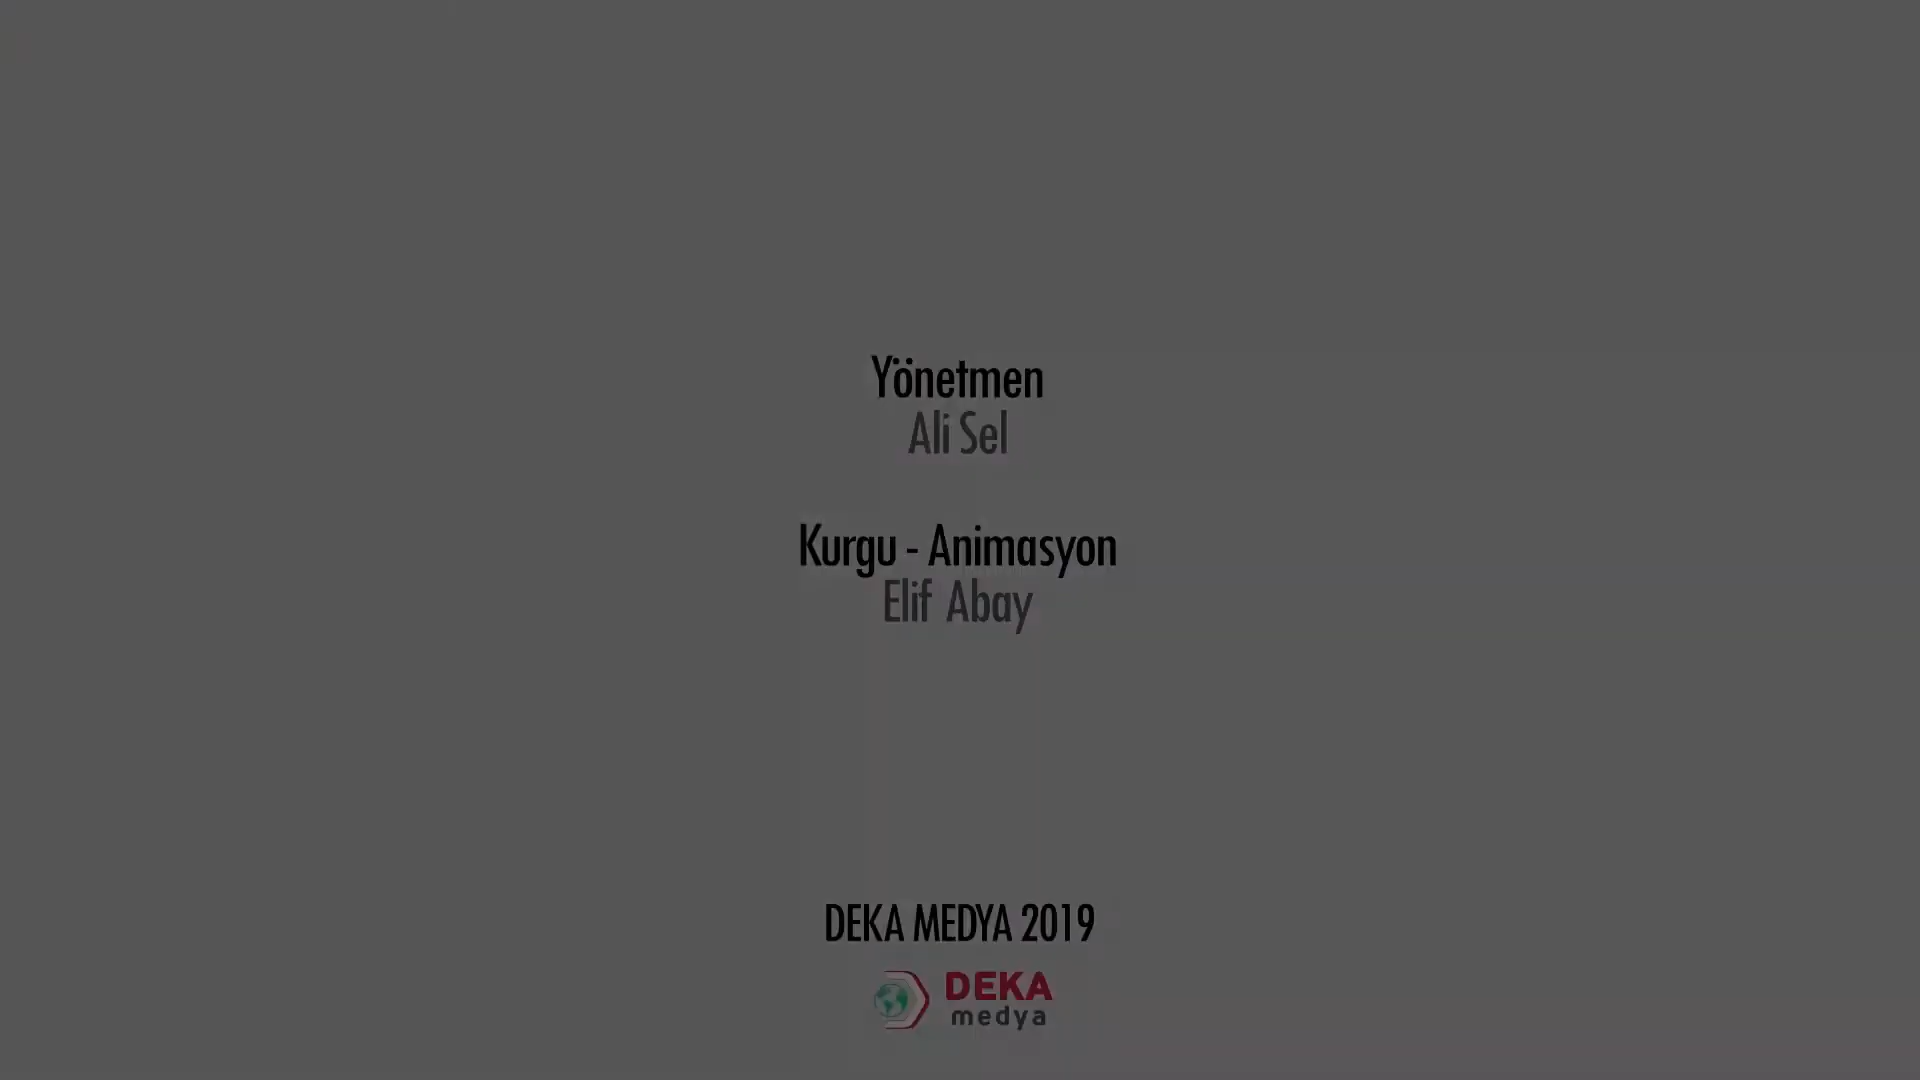 Yönetmen
Ali Sel
Kurgu - Animasyon
Elif Abay
DEKA MEDYA 2019
DEKA
medya